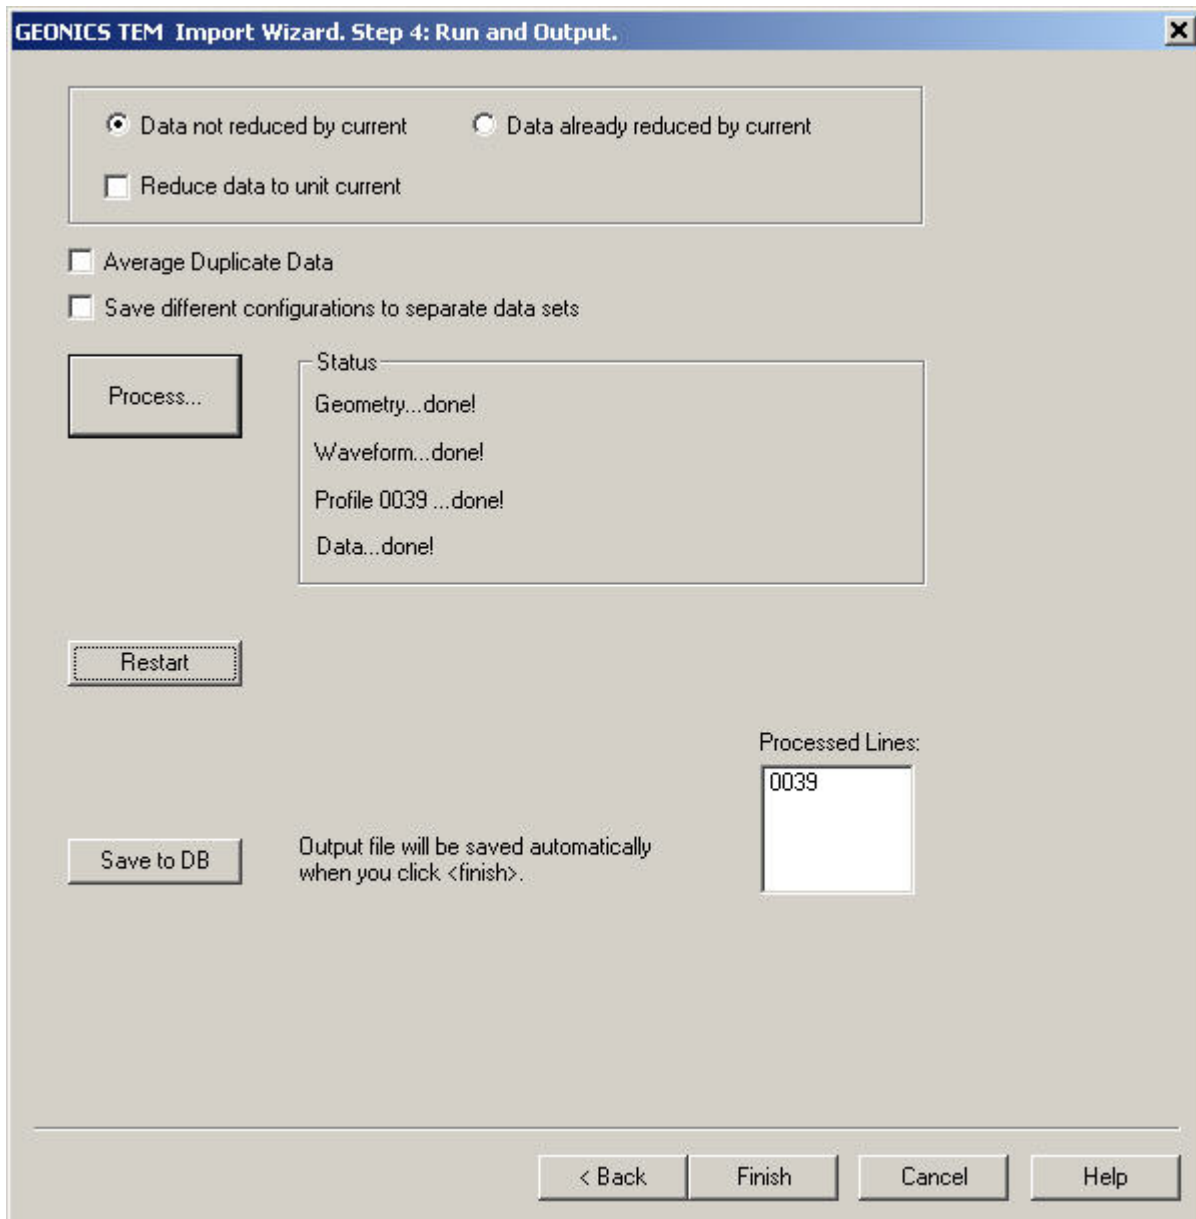 GEONICS TEM  Import Wizard. Step 4: Run and Output.
Data not reduced by current
Data already reduced by current
Reduce data to unit current
Average Duplicate Data
Save different configurations to separate data sets
Process...
Status
Geometry...done!
Waveform...done!
Profile 0039 ...done!
Data...done!
Restart
Processed Lines:
0039
Save to DB
Output file will be saved automatically
when you click <finish>.
< Back
Finish
Cancel
Help